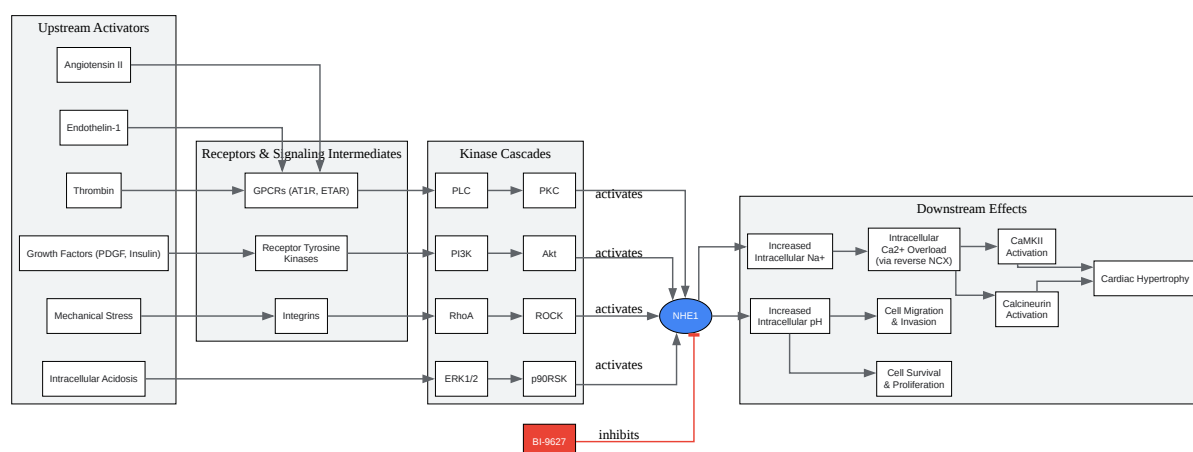 Upstream Activators
Angiotensin II
Endothelin-1
Thrombin
Growth Factors (PDGF, Insulin)
Mechanical Stress
Intracellular Acidosis
Receptors & Signaling Intermediates
GPCRs (AT1R, ETAR)
Receptor Tyrosine
Kinases
Integrins
Kinase Cascades
PLC
PKC
PI3K
Akt
RhoA
ROCK
ERK1/2
p90RSK
activates
activates
activates
activates
NHE1
BI-9627
inhibits
Downstream Effects
Increased
Intracellular Na+
Intracellular
Ca2+ Overload
(via reverse NCX)
CaMKII
Activation
Calcineurin
Activation
Cardiac Hypertrophy
Increased
Intracellular pH
Cell Migration
& Invasion
Cell Survival
& Proliferation